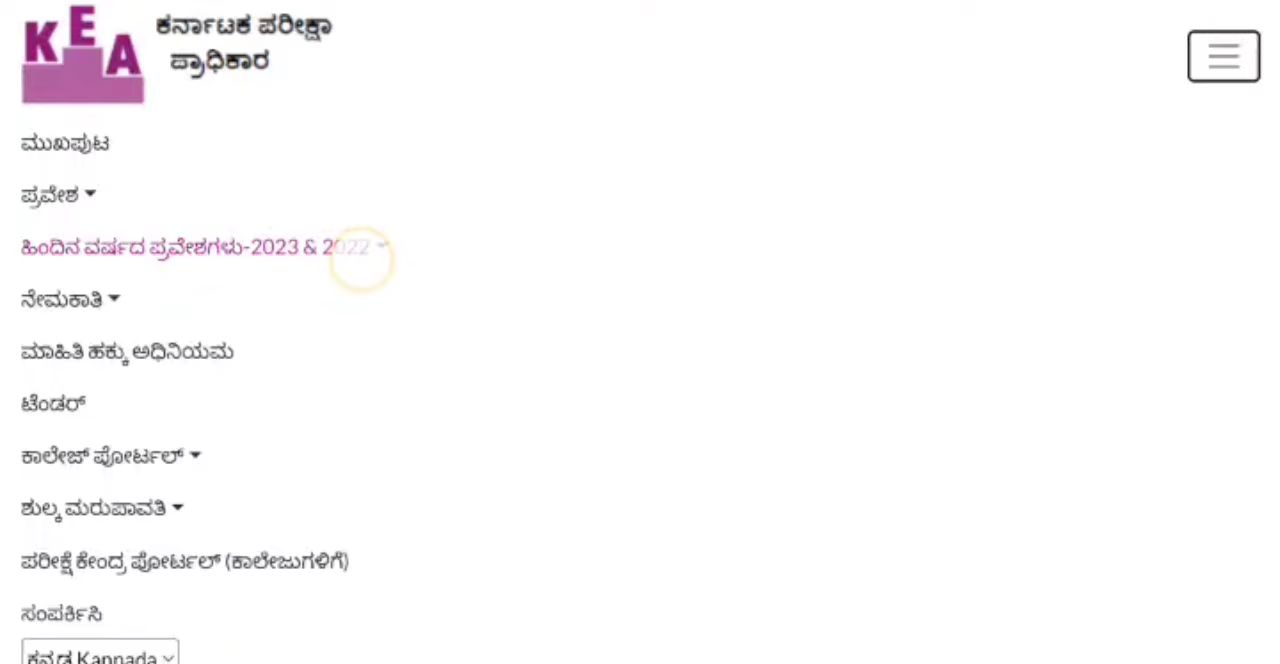 KEA
ಕರ್ನಾಟಕ ಪರೀಕ್ಷಾ
ಪ್ರಾಧಿಕಾರ
ಮುಖಪುಟ
ಪ್ರವೇಶ
ಹಿಂದಿನ ವರ್ಷದ ಪ್ರವೇಶಗಳು-2023 & 2022
ನೇಮಕಾತಿ
ಮಾಹಿತಿ ಹಕ್ಕು ಅಧಿನಿಯಮ
ಟೆಂಡರ್
ಕಾಲೇಜ್ ಪೋರ್ಟಲ್
ಶುಲ್ಕ ಮರುಪಾವತಿ
ಪರೀಕ್ಷೆ ಕೇಂದ್ರ ಪೋರ್ಟಲ್ (ಕಾಲೇಜುಗಳಿಗೆ)
ಸಂಪರ್ಕಿಸಿ
ಕನ್ನಡ Kannada